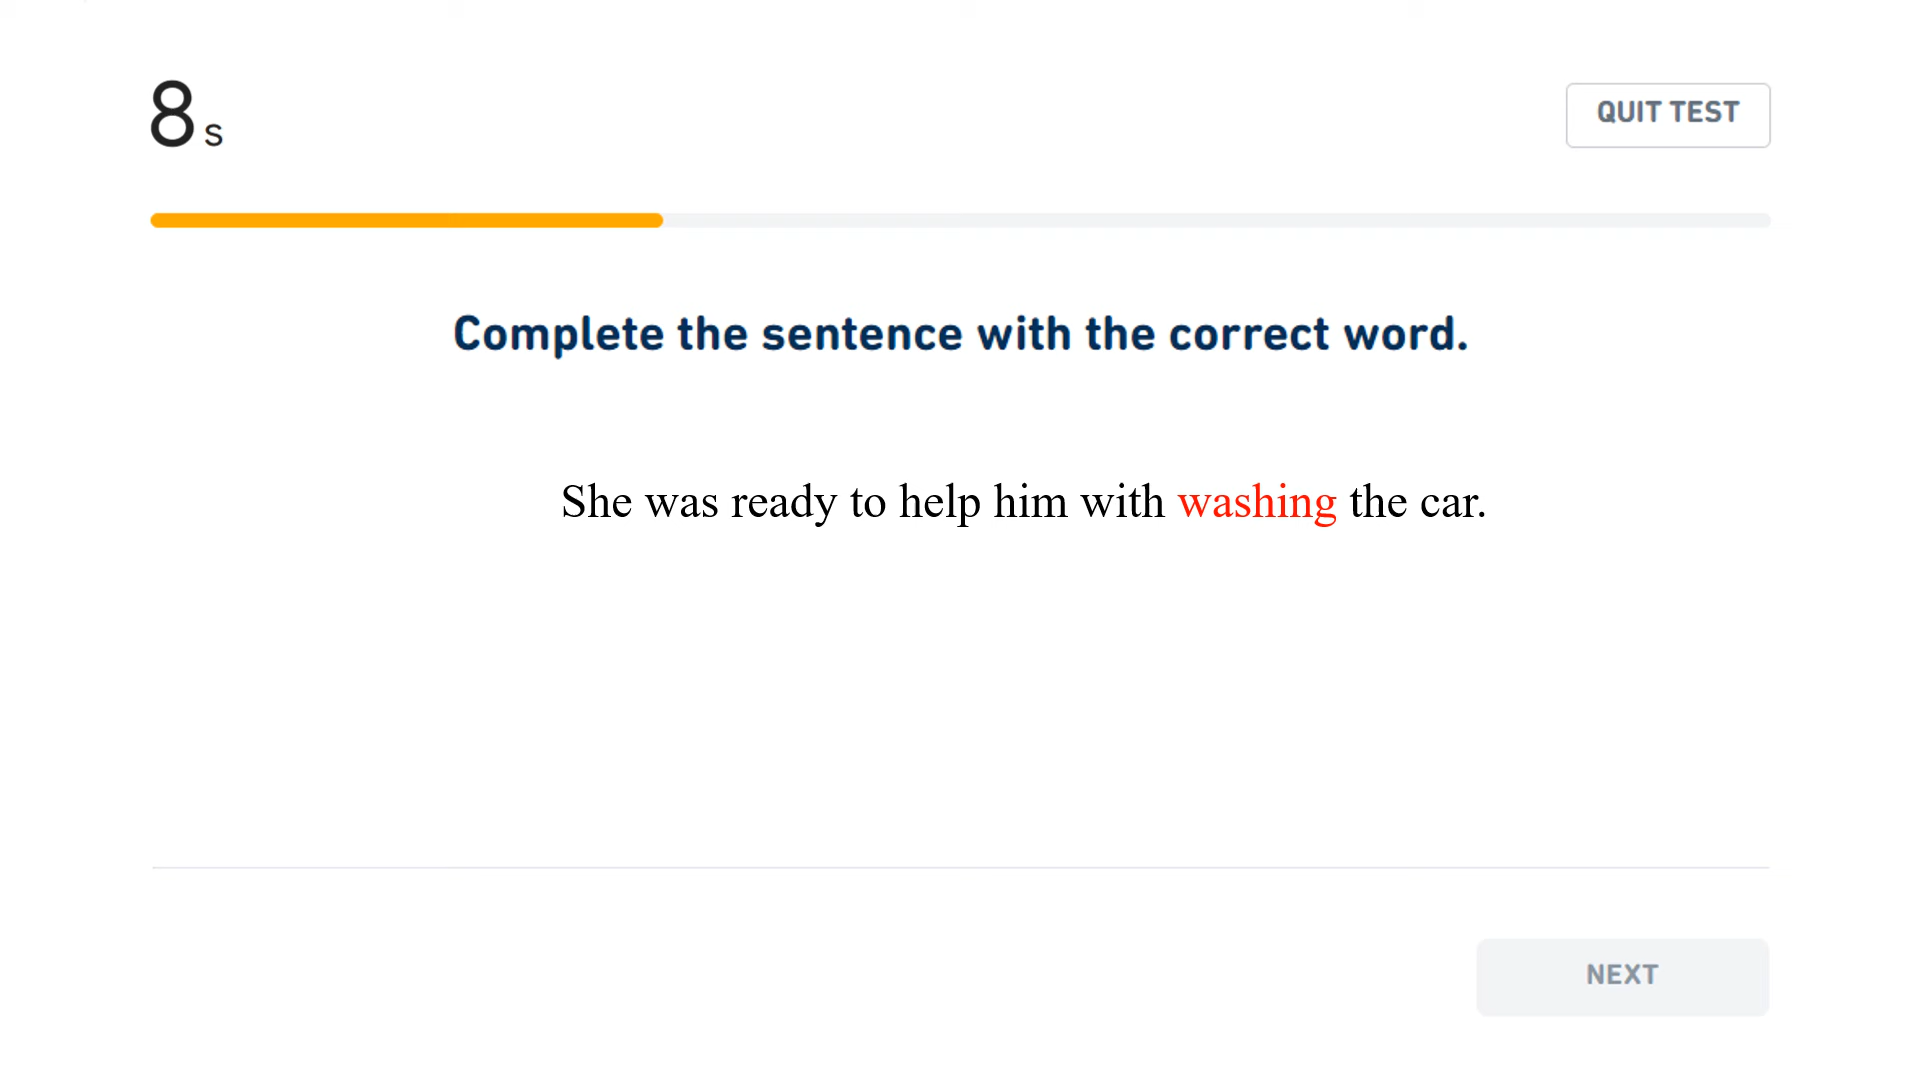 8 s
QUIT TEST
Complete the sentence with the correct word.
She was ready to help him with washing the car.
NEXT